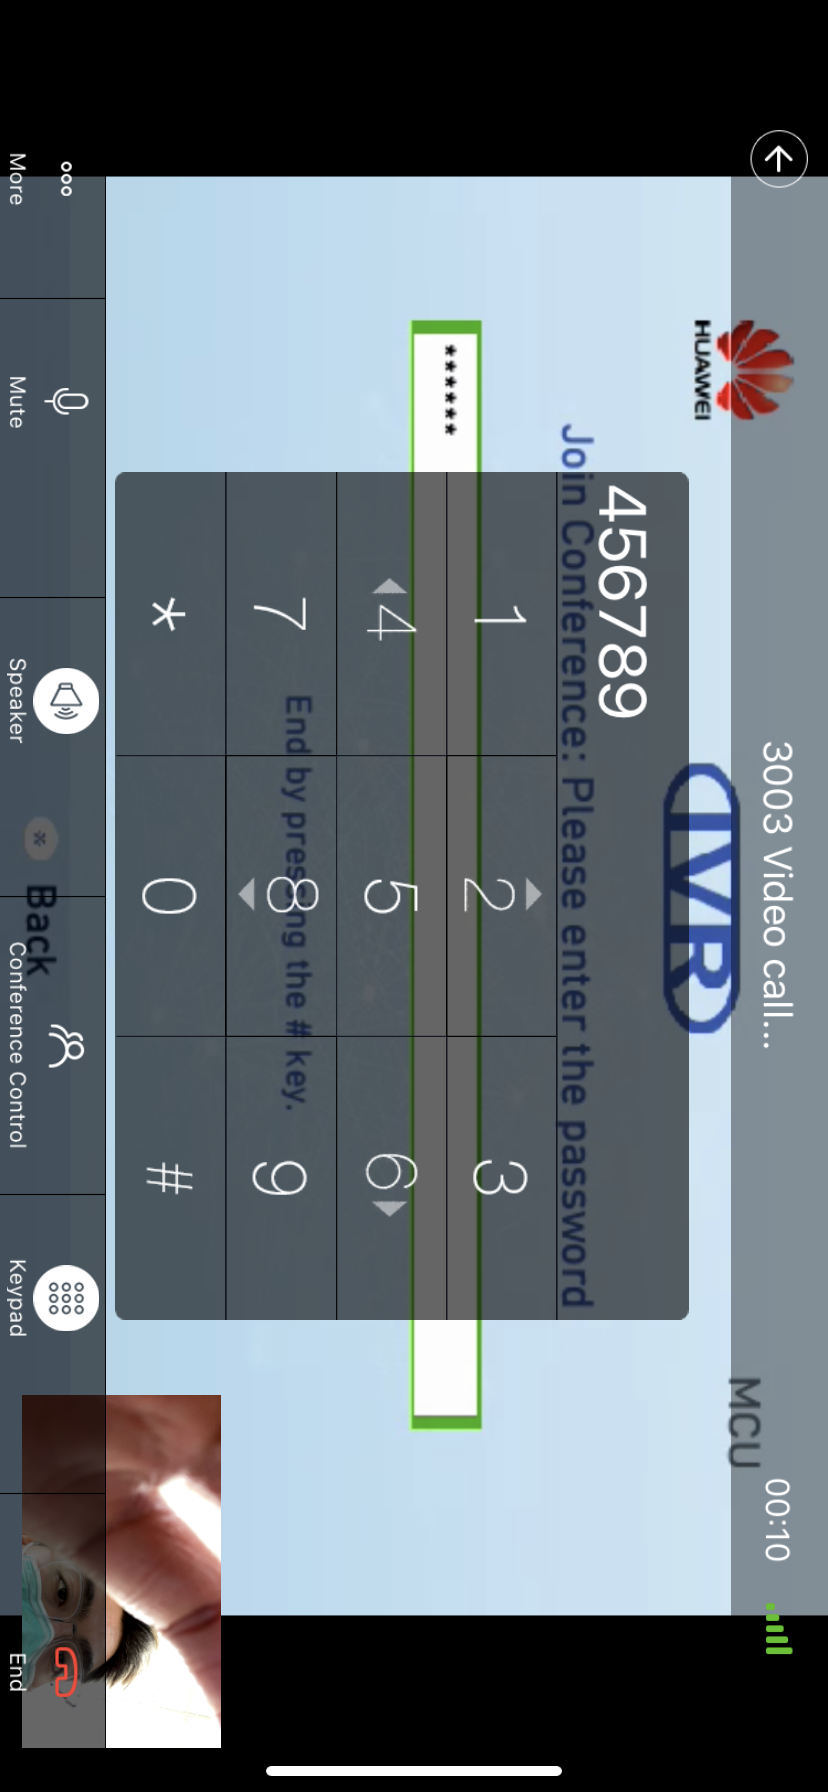 3003 Video call...
00:10
HUAWEI
IVR
MCU
456789
Join Conference: Please enter the password
******
1
2
3
4
5
6
7
8
9
*
0
#
End by pressing the # key.
* Back
More
Mute
Speaker
Conference Control
Keypad
End